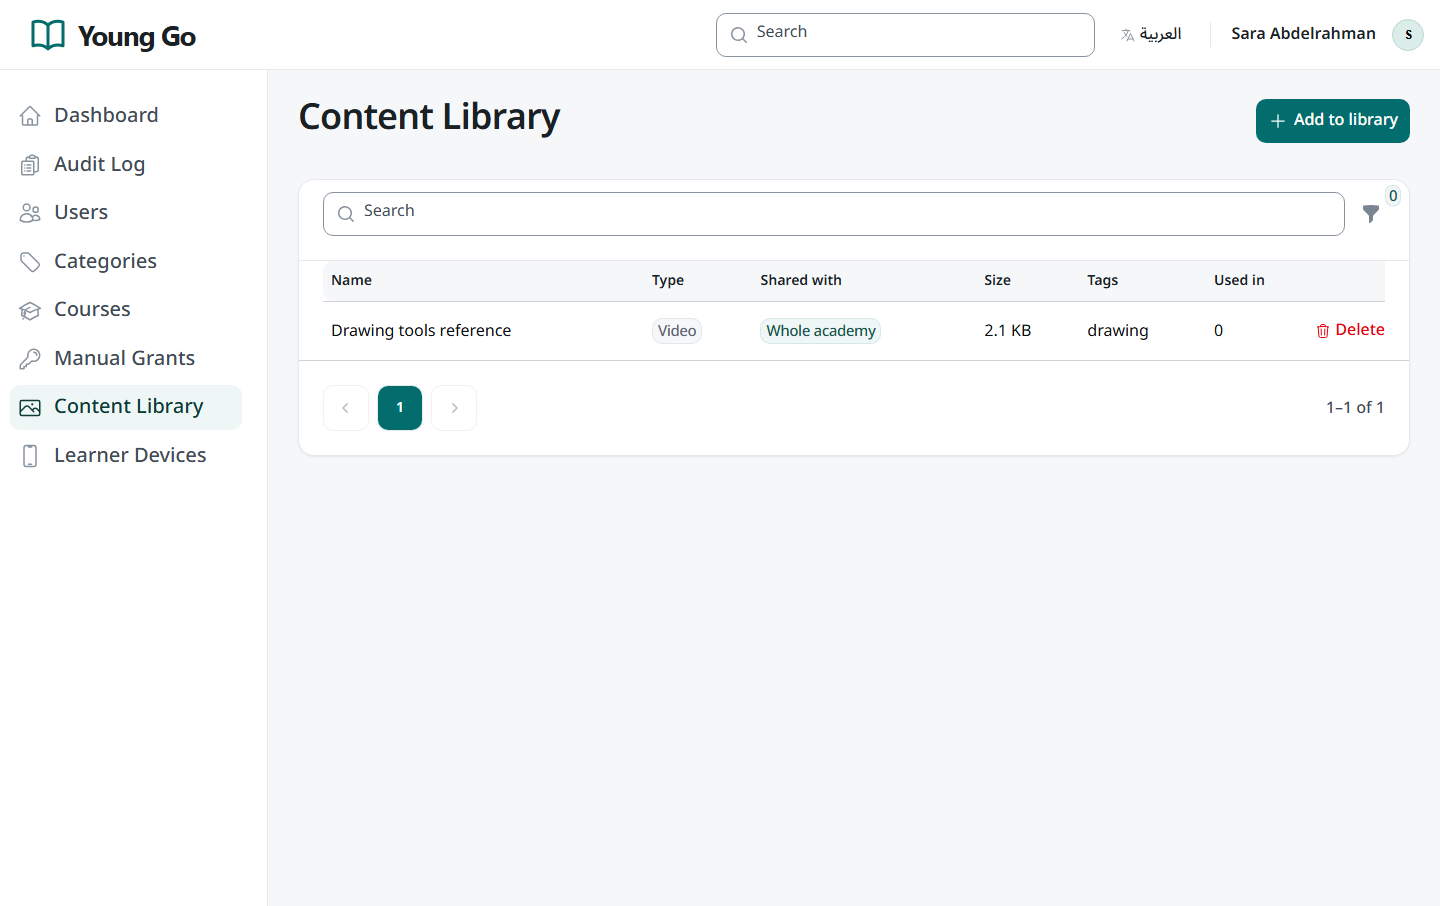 Young Go
Search
العربية
Sara Abdelrahman
S
Dashboard
Audit Log
Users
Categories
Courses
Manual Grants
Content Library
Learner Devices
Content Library
Add to library
Search
0
Name Type Shared with Size Tags Used in
Drawing tools reference Video Whole academy 2.1 KB drawing 0 Delete
1
1–1 of 1